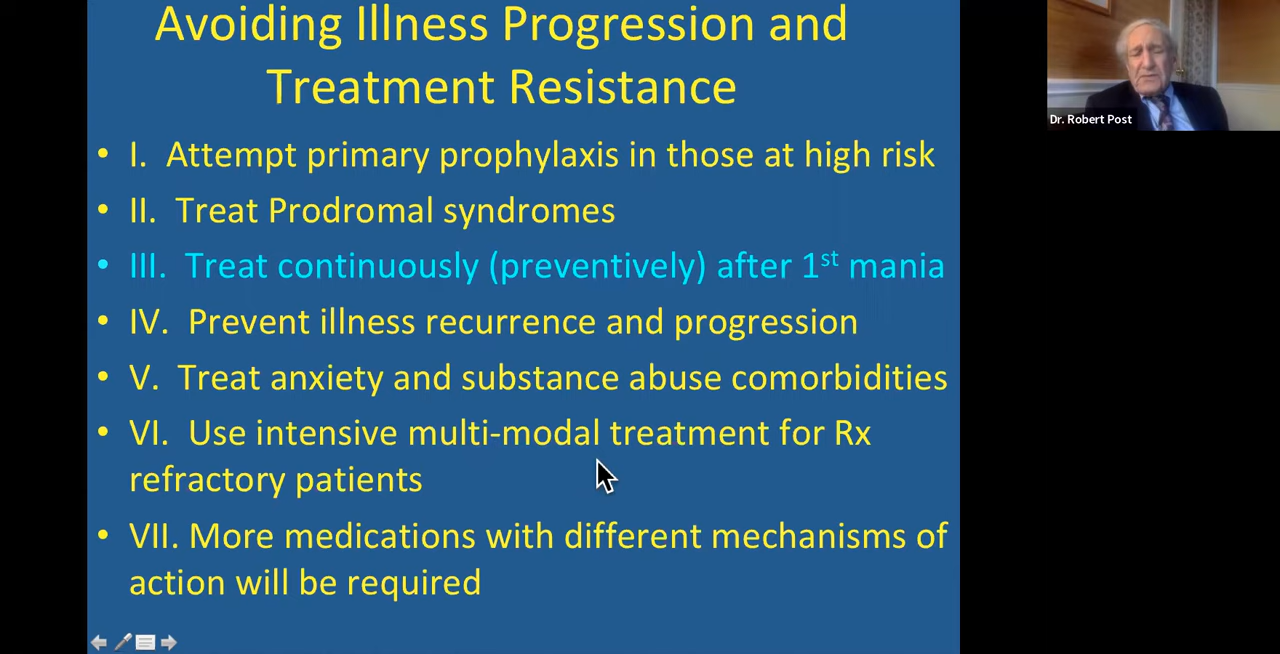 Avoiding Illness Progression and
Treatment Resistance
• I. Attempt primary prophylaxis in those at high risk
• II. Treat Prodromal syndromes
• III. Treat continuously (preventively) after 1st mania
• IV. Prevent illness recurrence and progression
• V. Treat anxiety and substance abuse comorbidities
• VI. Use intensive multi-modal treatment for Rx
refractory patients
• VII. More medications with different mechanisms of
action will be required
Dr. Robert Post